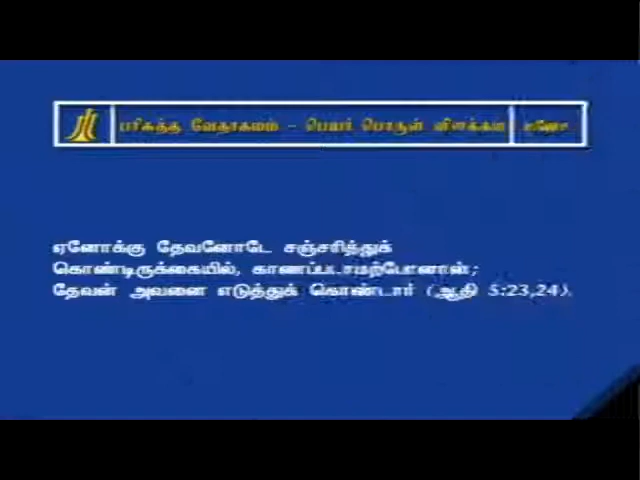 பரிசுத்த வேதாகமம் - பெயர் பொருள் விளக்கம்
ஏனோக்கு தேவனோடே சஞ்சரித்துக்
கொண்டிருக்கையில், காணப்படாமற்போனான்;
தேவன் அவனை எடுத்துக் கொண்டார் (ஆதி 5:23,24).